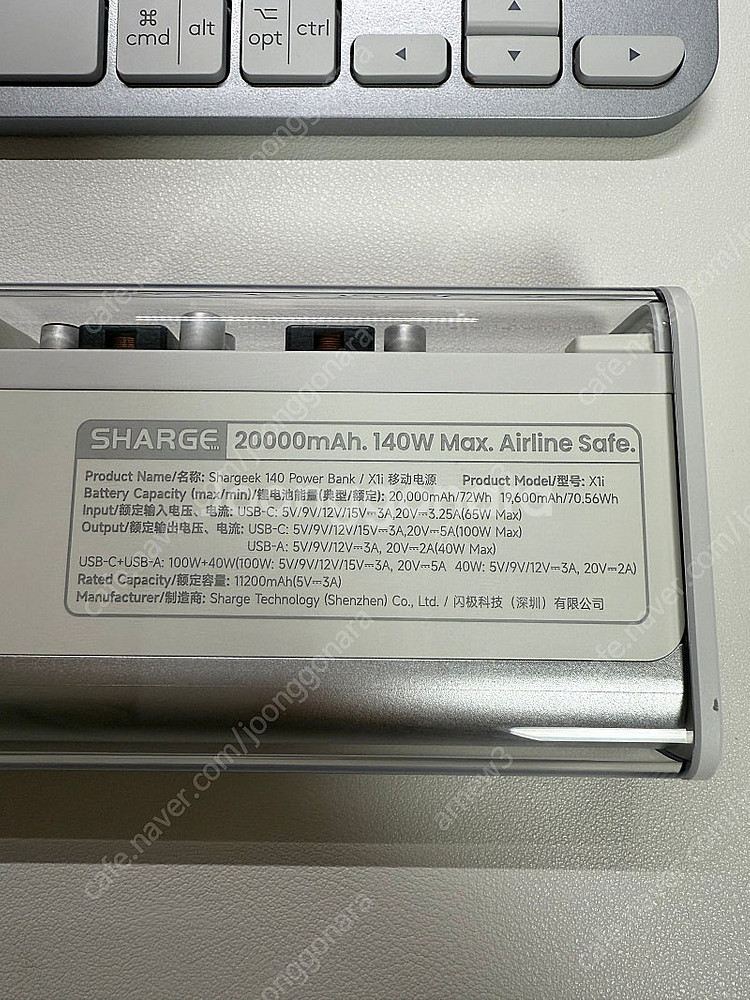 ⌘ ⌥
cmd alt opt ctrl
▲
◀ ▼ ▶
SHARGE 20000mAh. 140W Max. Airline Safe.
Product Name/名称: Shargeek 140 Power Bank / X1i 移动电源 Product Model/型号: X1i
Battery Capacity (max/min)/锂电池能量(典型/额定): 20,000mAh/72Wh 19,600mAh/70.56Wh
Input/额定输入电压、电流: USB-C: 5V/9V/12V/15V⎓3A,20V⎓3.25A(65W Max)
Output/额定输出电压、电流: USB-C: 5V/9V/12V/15V⎓3A,20V⎓5A(100W Max)
USB-A: 5V/9V/12V⎓3A, 20V⎓2A(40W Max)
USB-C+USB-A: 100W+40W(100W: 5V/9V/12V/15V⎓3A, 20V⎓5A 40W: 5V/9V/12V⎓3A, 20V⎓2A)
Rated Capacity/额定容量: 11200mAh(5V⎓3A)
Manufacturer/制造商: Sharge Technology (Shenzhen) Co., Ltd. / 闪极科技（深圳）有限公司
cafe.naver.com/joonggonara